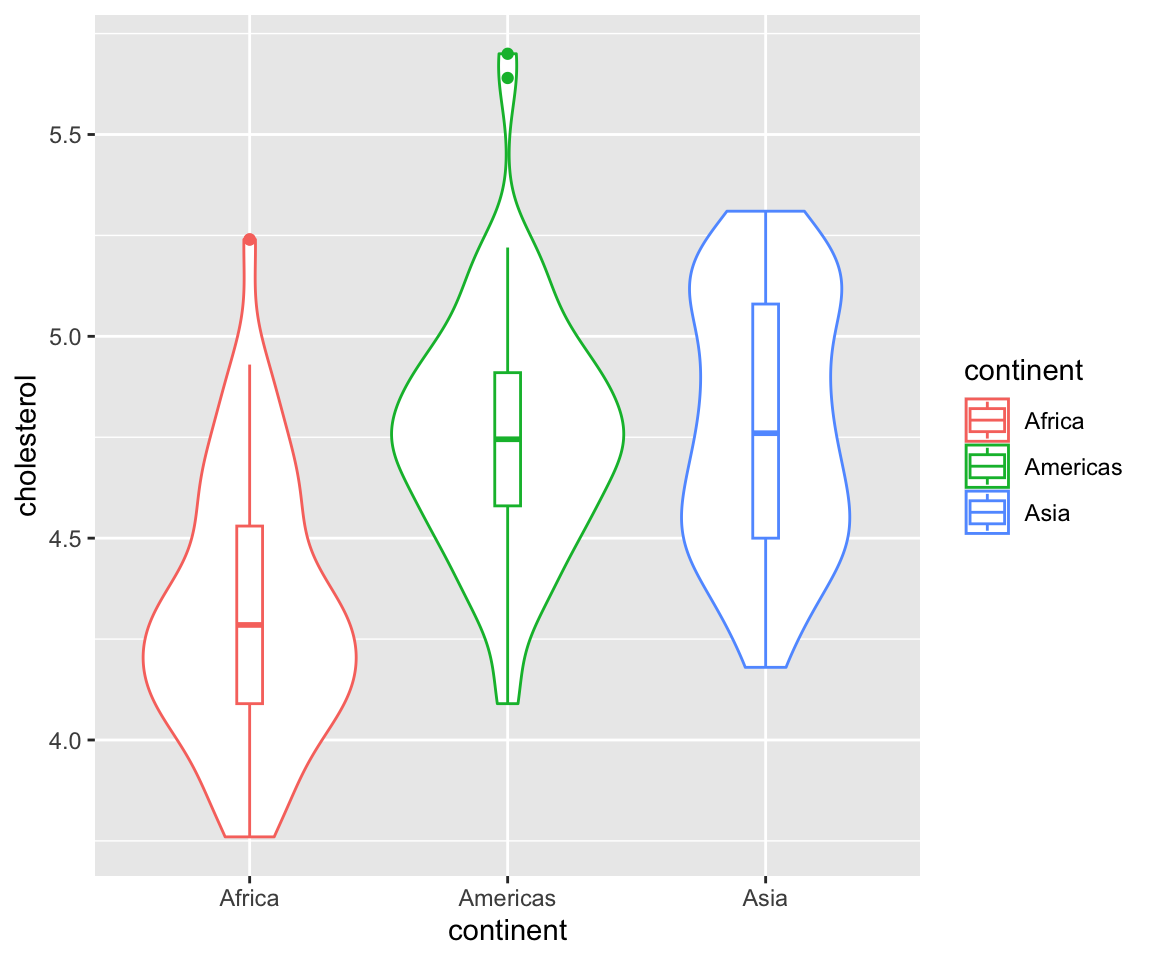 cholesterol
5.5
5.0
4.5
4.0
Africa
Americas
Asia
continent
continent
Africa
Americas
Asia